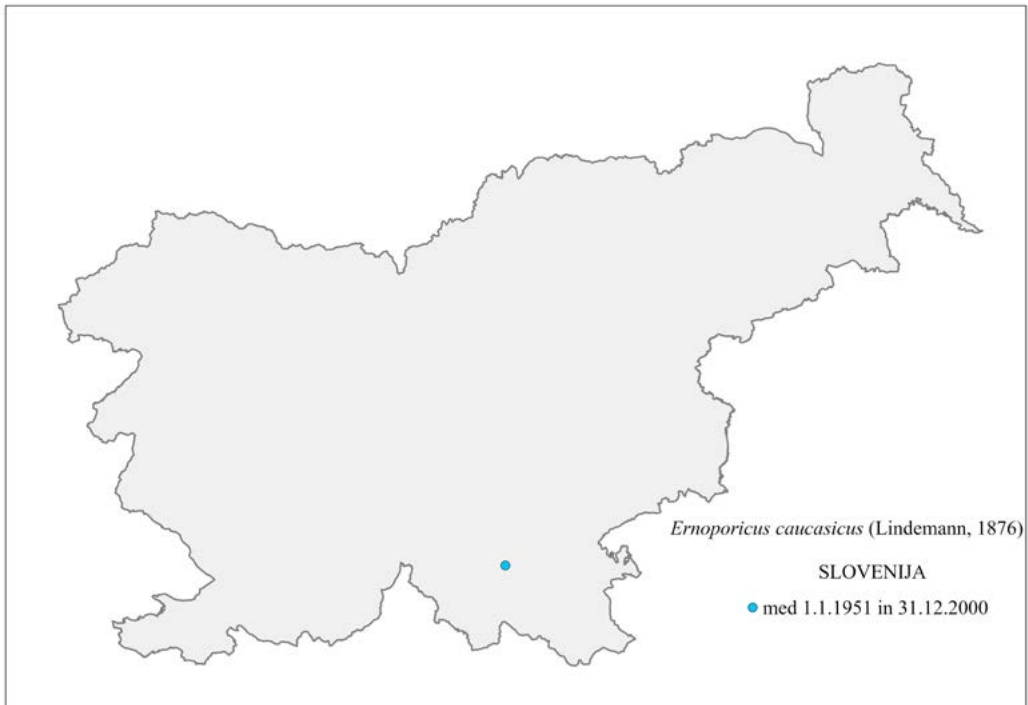 Ernoporicus caucasicus (Lindemann, 1876)
SLOVENIJA
med 1.1.1951 in 31.12.2000